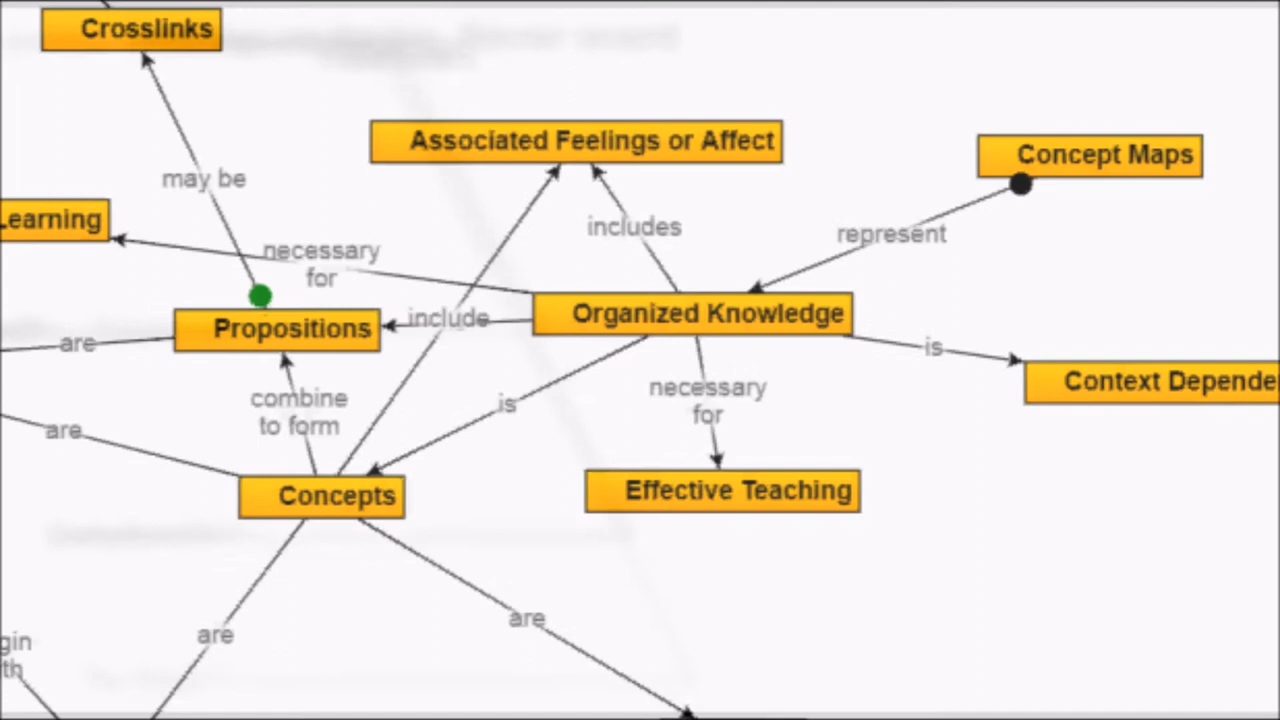 Crosslinks
Associated Feelings or Affect
Concept Maps
may be
Learning
includes
represent
necessary
for
Organized Knowledge
Propositions
include
are
is
Context Depende
combine
to form
necessary
for
is
are
Concepts
Effective Teaching
are
are
gin
th